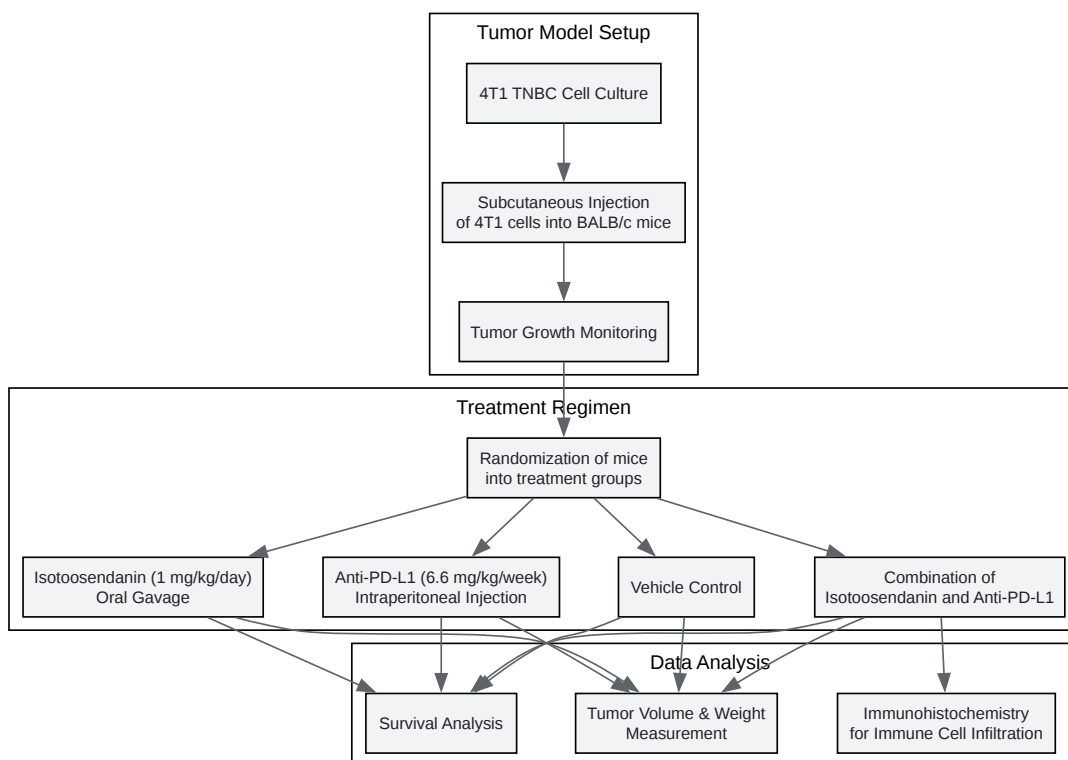 Tumor Model Setup
4T1 TNBC Cell Culture
Subcutaneous Injection
of 4T1 cells into BALB/c mice
Tumor Growth Monitoring
Treatment Regimen
Randomization of mice
into treatment groups
Isotoosendanin (1 mg/kg/day)
Oral Gavage
Anti-PD-L1 (6.6 mg/kg/week)
Intraperitoneal Injection
Vehicle Control
Combination of
Isotoosendanin and Anti-PD-L1
Data Analysis
Survival Analysis
Tumor Volume & Weight
Measurement
Immunohistochemistry
for Immune Cell Infiltration